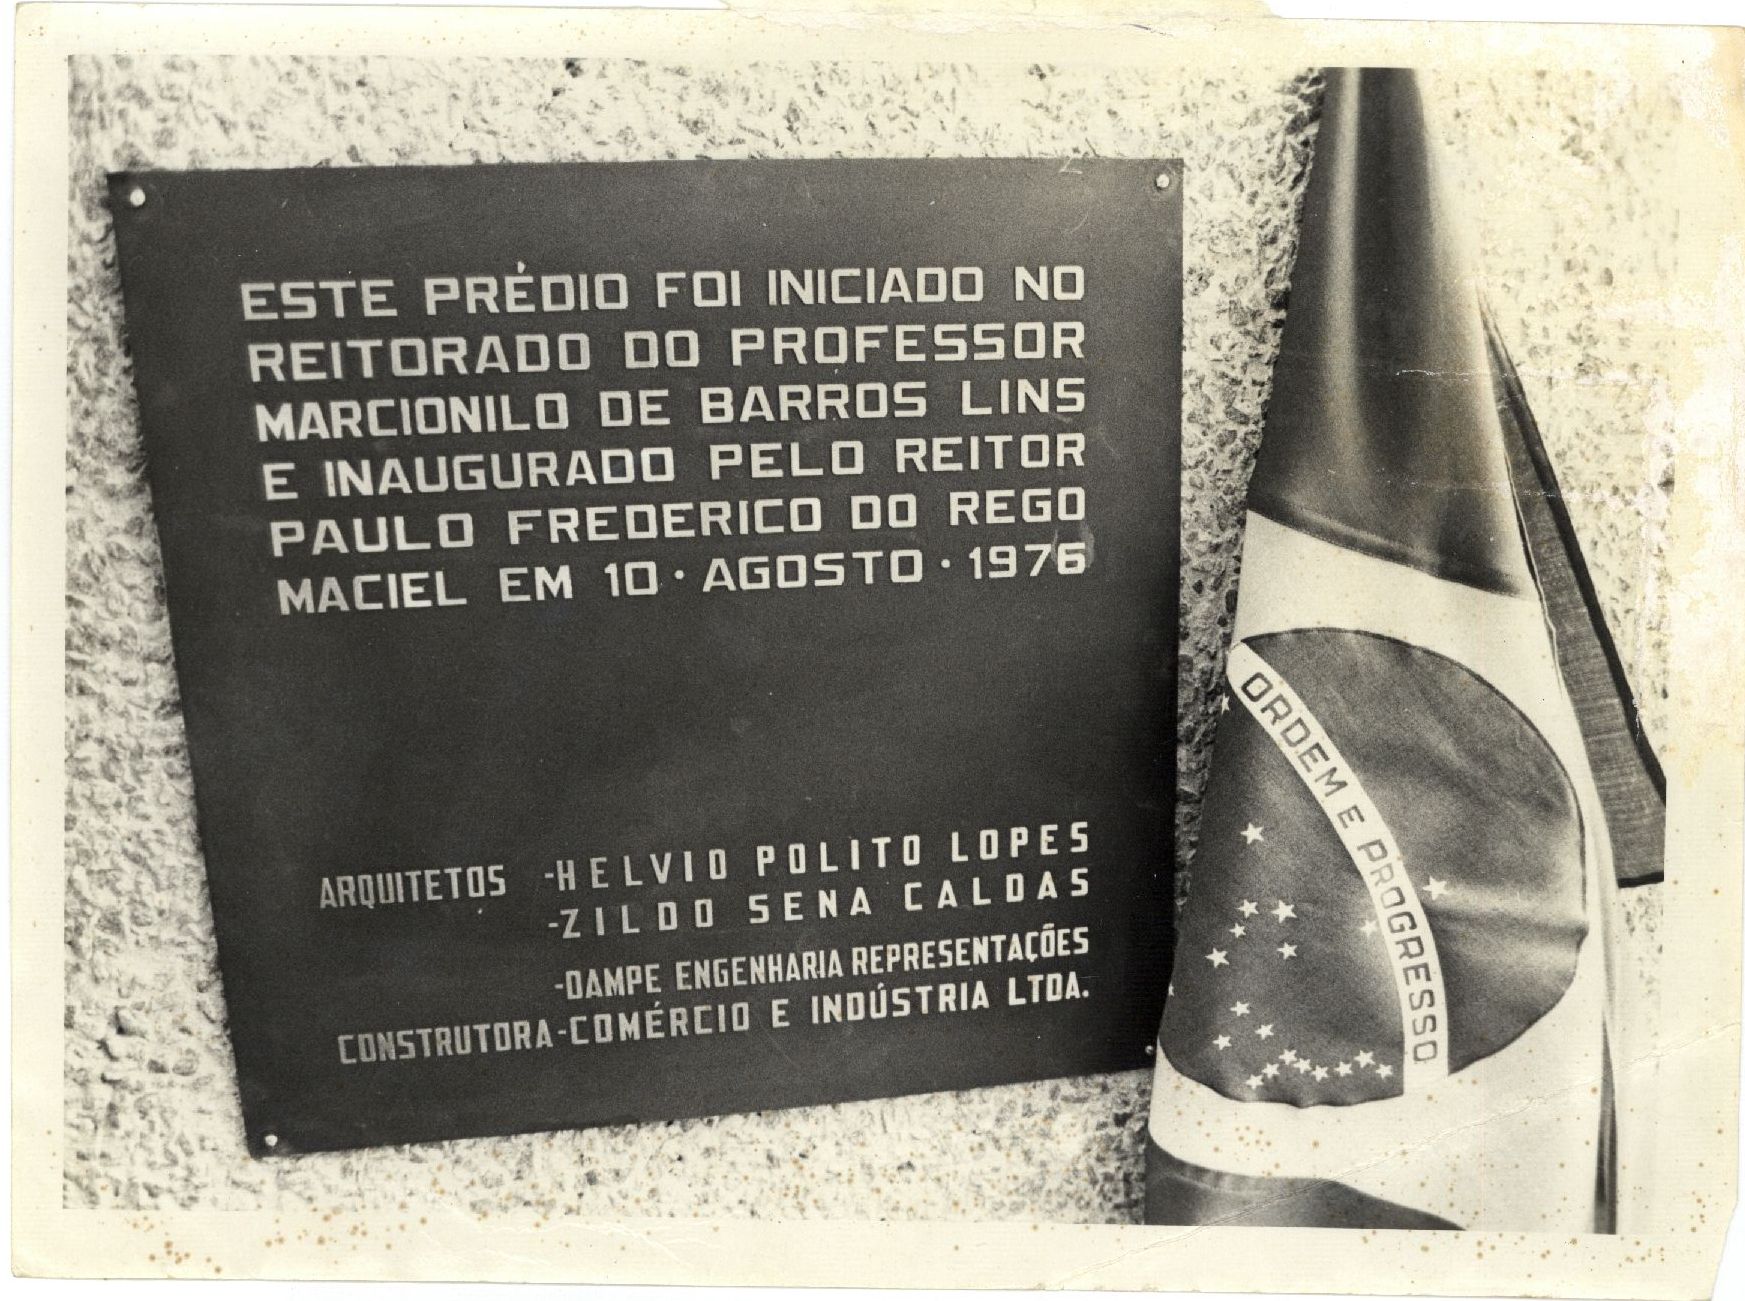 ESTE PRÉDIO FOI INICIADO NO
REITORADO DO PROFESSOR
MARCIONILO DE BARROS LINS
E INAUGURADO PELO REITOR
PAULO FREDERICO DO REGO
MACIEL EM 10 · AGOSTO · 1976
ARQUITETOS -HELVIO POLITO LOPES
-ZILDO SENA CALDAS
-DAMPE ENGENHARIA REPRESENTAÇÕES
CONSTRUTORA-COMÉRCIO E INDÚSTRIA LTDA.
ORDEM E PROGRESSO